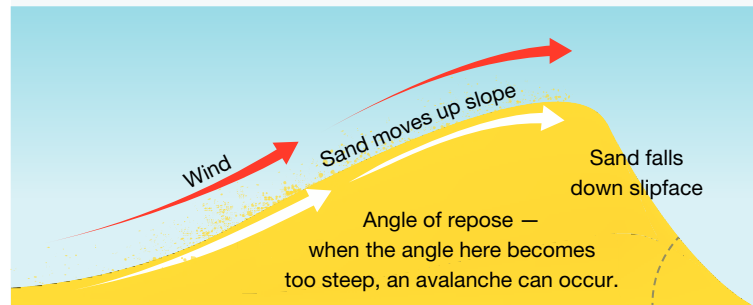 Wind
Sand moves up slope
Sand falls
down slipface
Angle of repose —
when the angle here becomes
too steep, an avalanche can occur.